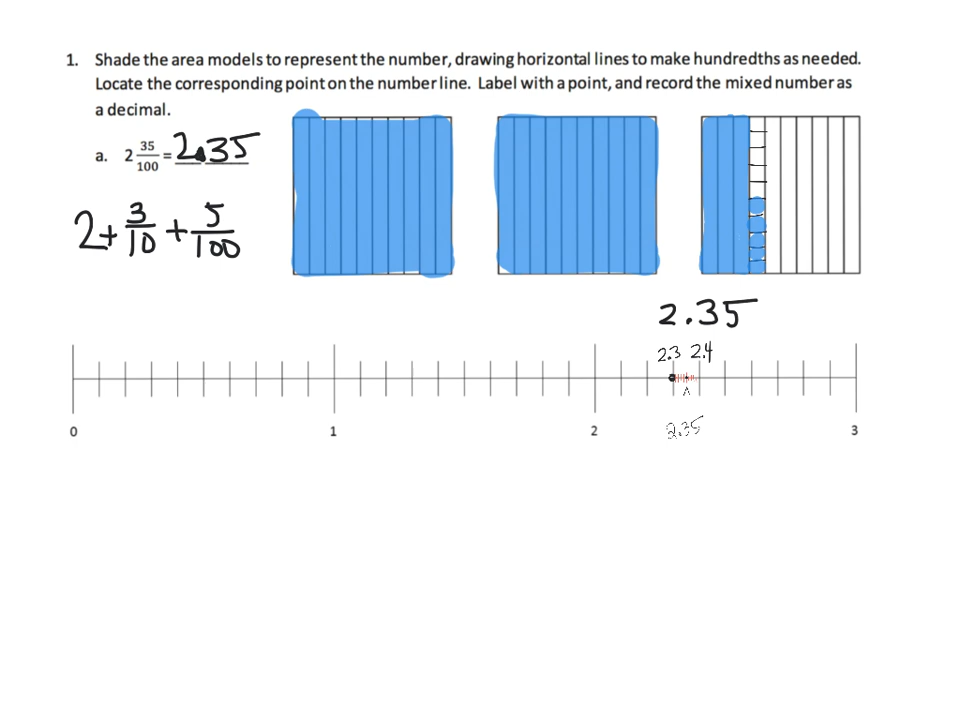 1. Shade the area models to represent the number, drawing horizontal lines to make hundredths as needed.
Locate the corresponding point on the number line. Label with a point, and record the mixed number as
a decimal.
a. 2 35/100 = 2.35
2 + 3/10 + 5/100
2.35
2.3 2.4
2.35
0 1 2 3